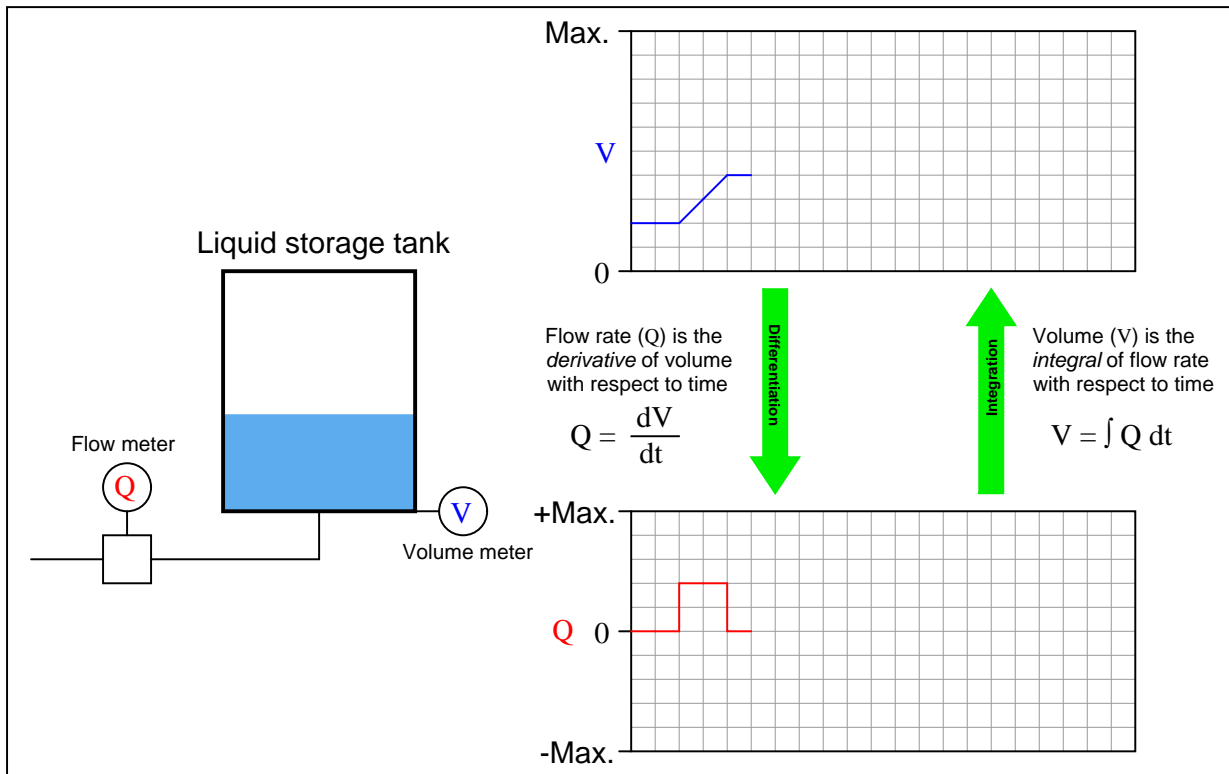 Max.
V
0
Liquid storage tank
Flow meter
Q
V
Volume meter
Flow rate (Q) is the
derivative of volume
with respect to time
Q = dV
dt
Differentiation
Integration
Volume (V) is the
integral of flow rate
with respect to time
V = ∫ Q dt
+Max.
Q 0
-Max.